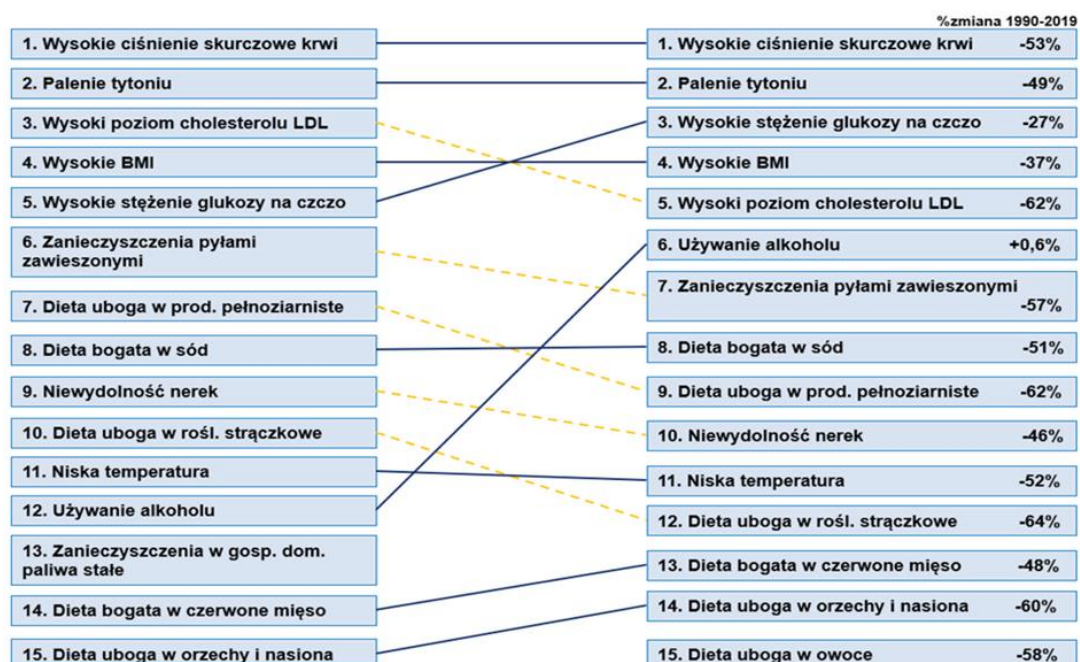 %zmiana 1990-2019
1. Wysokie ciśnienie skurczowe krwi
2. Palenie tytoniu
3. Wysoki poziom cholesterolu LDL
4. Wysokie BMI
5. Wysokie stężenie glukozy na czczo
6. Zanieczyszczenia pyłami
zawieszonymi
7. Dieta uboga w prod. pełnoziarniste
8. Dieta bogata w sód
9. Niewydolność nerek
10. Dieta uboga w rośl. strączkowe
11. Niska temperatura
12. Używanie alkoholu
13. Zanieczyszczenia w gosp. dom.
paliwa stałe
14. Dieta bogata w czerwone mięso
15. Dieta uboga w orzechy i nasiona
1. Wysokie ciśnienie skurczowe krwi -53%
2. Palenie tytoniu -49%
3. Wysokie stężenie glukozy na czczo -27%
4. Wysokie BMI -37%
5. Wysoki poziom cholesterolu LDL -62%
6. Używanie alkoholu +0,6%
7. Zanieczyszczenia pyłami zawieszonymi
-57%
8. Dieta bogata w sód -51%
9. Dieta uboga w prod. pełnoziarniste -62%
10. Niewydolność nerek -46%
11. Niska temperatura -52%
12. Dieta uboga w rośl. strączkowe -64%
13. Dieta bogata w czerwone mięso -48%
14. Dieta uboga w orzechy i nasiona -60%
15. Dieta uboga w owoce -58%